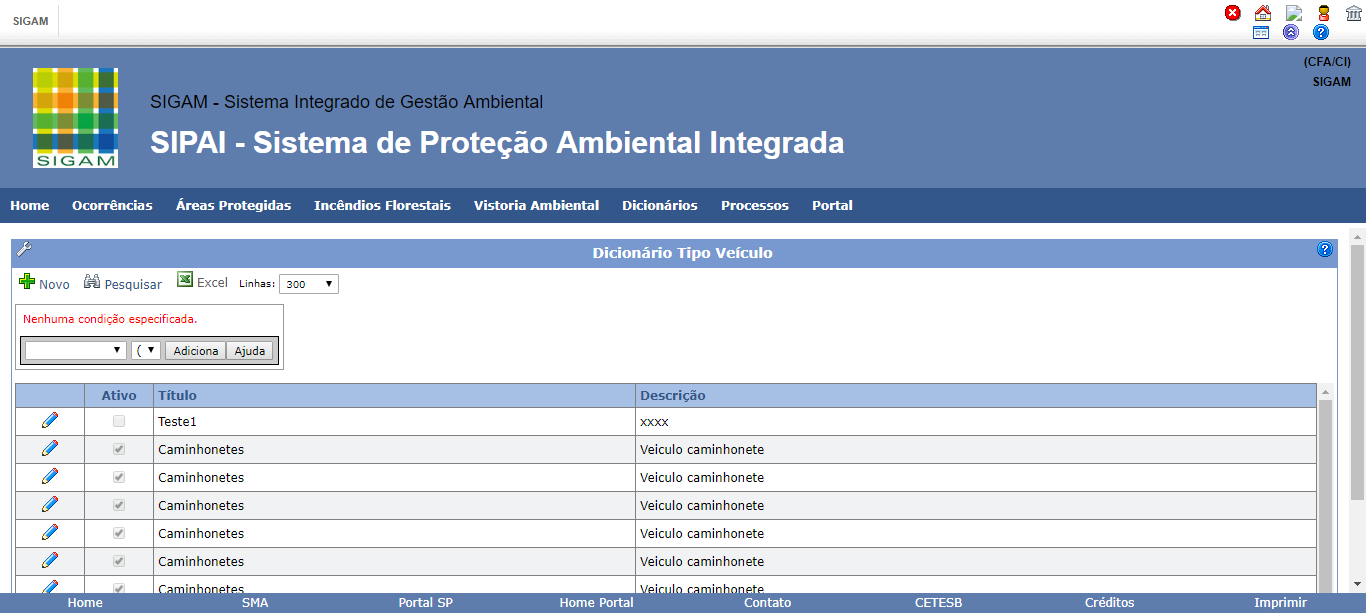 SIGAM
(CFA/CI)
SIGAM
SIGAM
SIGAM - Sistema Integrado de Gestão Ambiental
SIPAI - Sistema de Proteção Ambiental Integrada
Home Ocorrências Áreas Protegidas Incêndios Florestais Vistoria Ambiental Dicionários Processos Portal
Dicionário Tipo Veículo
Novo Pesquisar Excel Linhas: 300
Nenhuma condição especificada.
( Adiciona Ajuda
Ativo Título Descrição
Teste1 xxxx
Caminhonetes Veiculo caminhonete
Caminhonetes Veiculo caminhonete
Caminhonetes Veiculo caminhonete
Caminhonetes Veiculo caminhonete
Caminhonetes Veiculo caminhonete
Caminhonetes Veiculo caminhonete
Home SMA Portal SP Home Portal Contato CETESB Créditos Imprimir